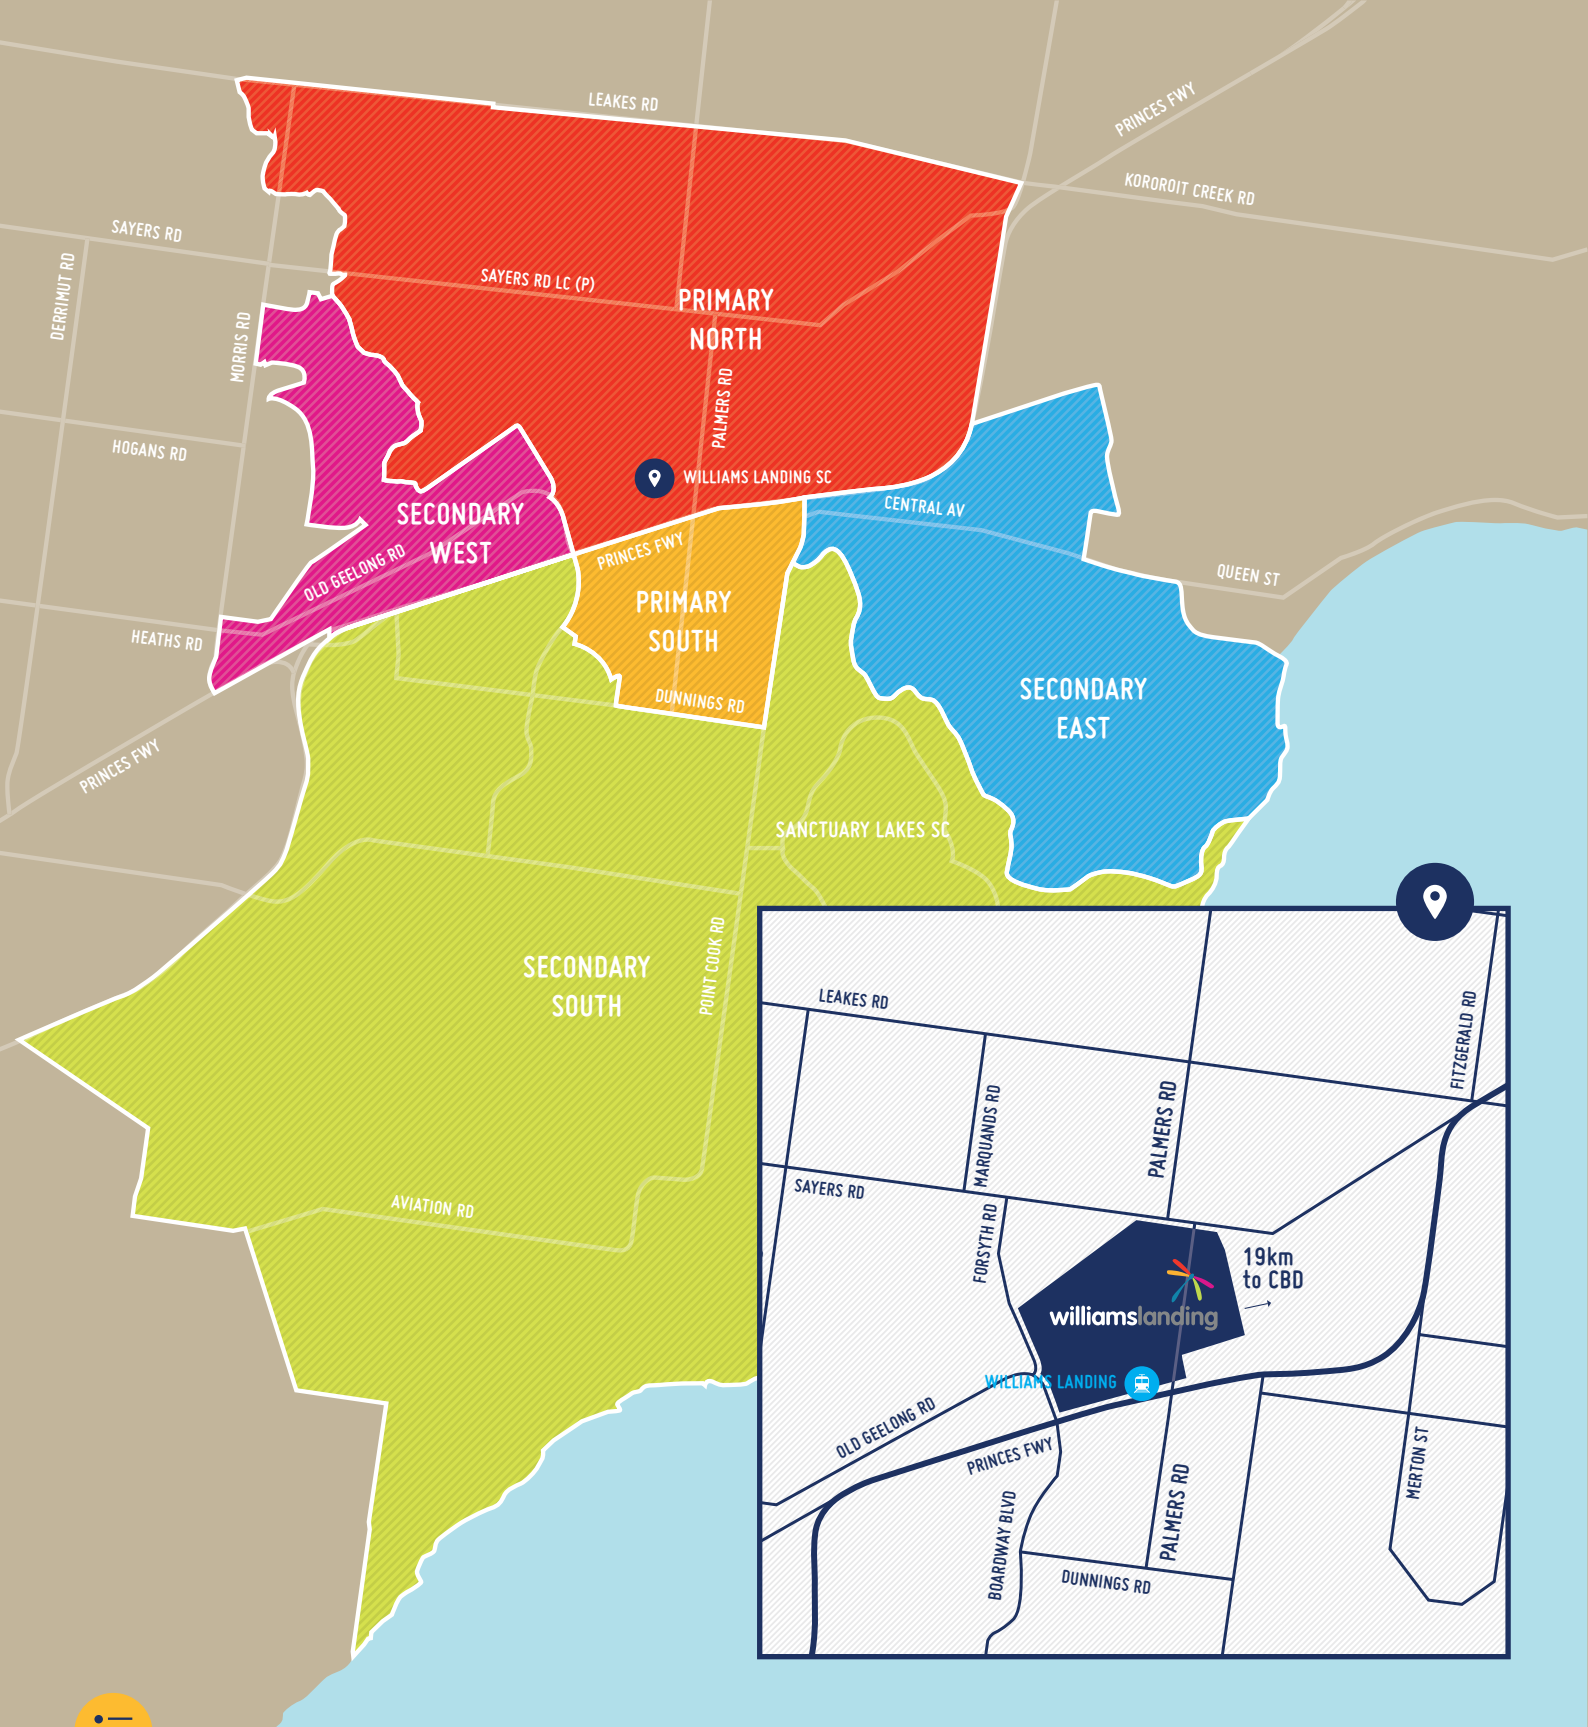 LEAKES RD
PRINCES FWY
KOROROIT CREEK RD
SAYERS RD
DERRIMUT RD
SAYERS RD LC (P)
PRIMARY
NORTH
MORRIS RD
PALMERS RD
HOGANS RD
WILLIAMS LANDING SC
SECONDARY
WEST
CENTRAL AV
OLD GEELONG RD
PRINCES FWY
QUEEN ST
PRIMARY
SOUTH
HEATHS RD
DUNNINGS RD
SECONDARY
EAST
PRINCES FWY
SANCTUARY LAKES SC
SECONDARY
SOUTH
POINT COOK RD
AVIATION RD
LEAKES RD
FITZGERALD RD
MARQUANDS RD
PALMERS RD
SAYERS RD
FORSYTH RD
19km
to CBD
williamslanding
WILLIAMS LANDING
OLD GEELONG RD
PRINCES FWY
MERTON ST
BOARDWAY BLVD
PALMERS RD
DUNNINGS RD